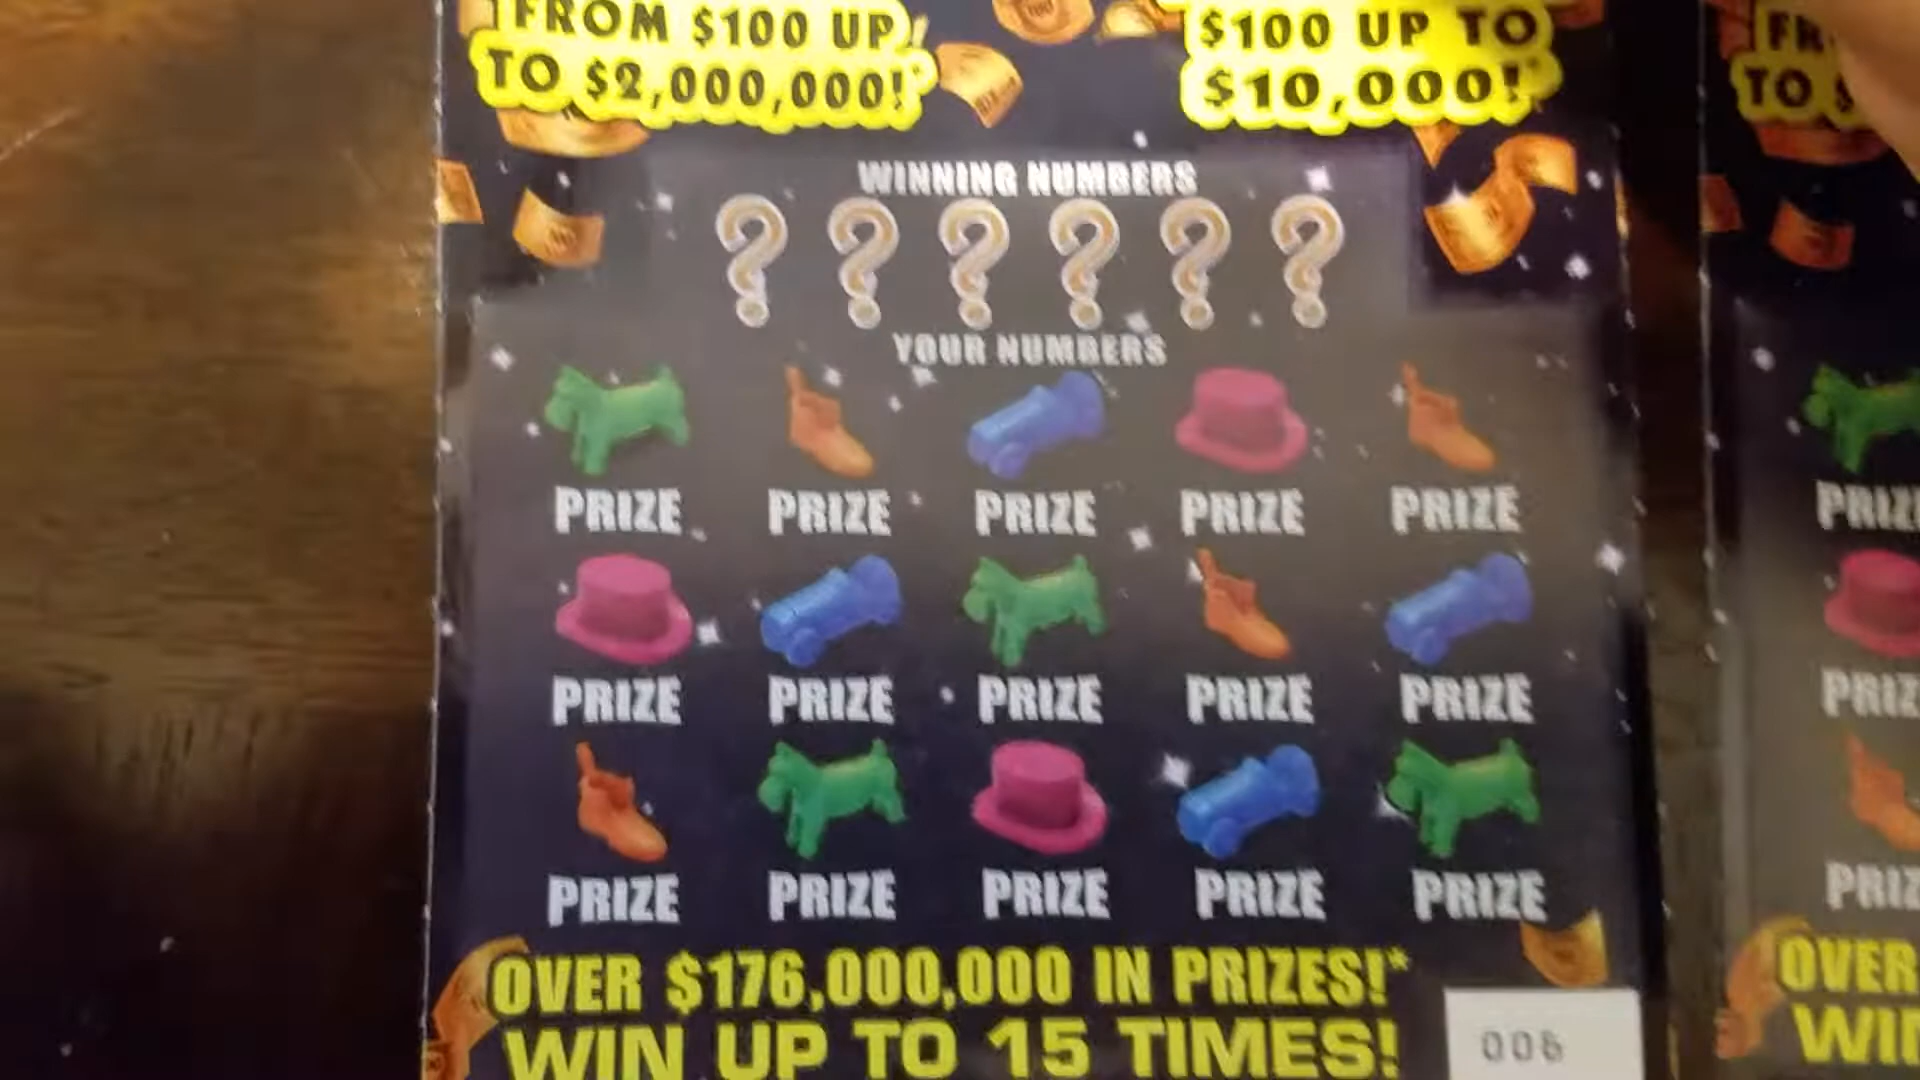 FROM $100 UP
TO $2,000,000!*
$100 UP TO
$10,000!*
WINNING NUMBERS
YOUR NUMBERS
PRIZE PRIZE PRIZE PRIZE PRIZE
PRIZE PRIZE PRIZE PRIZE PRIZE
PRIZE PRIZE PRIZE PRIZE PRIZE
OVER $176,000,000 IN PRIZES!*
WIN UP TO 15 TIMES!
006
TO $
OVER